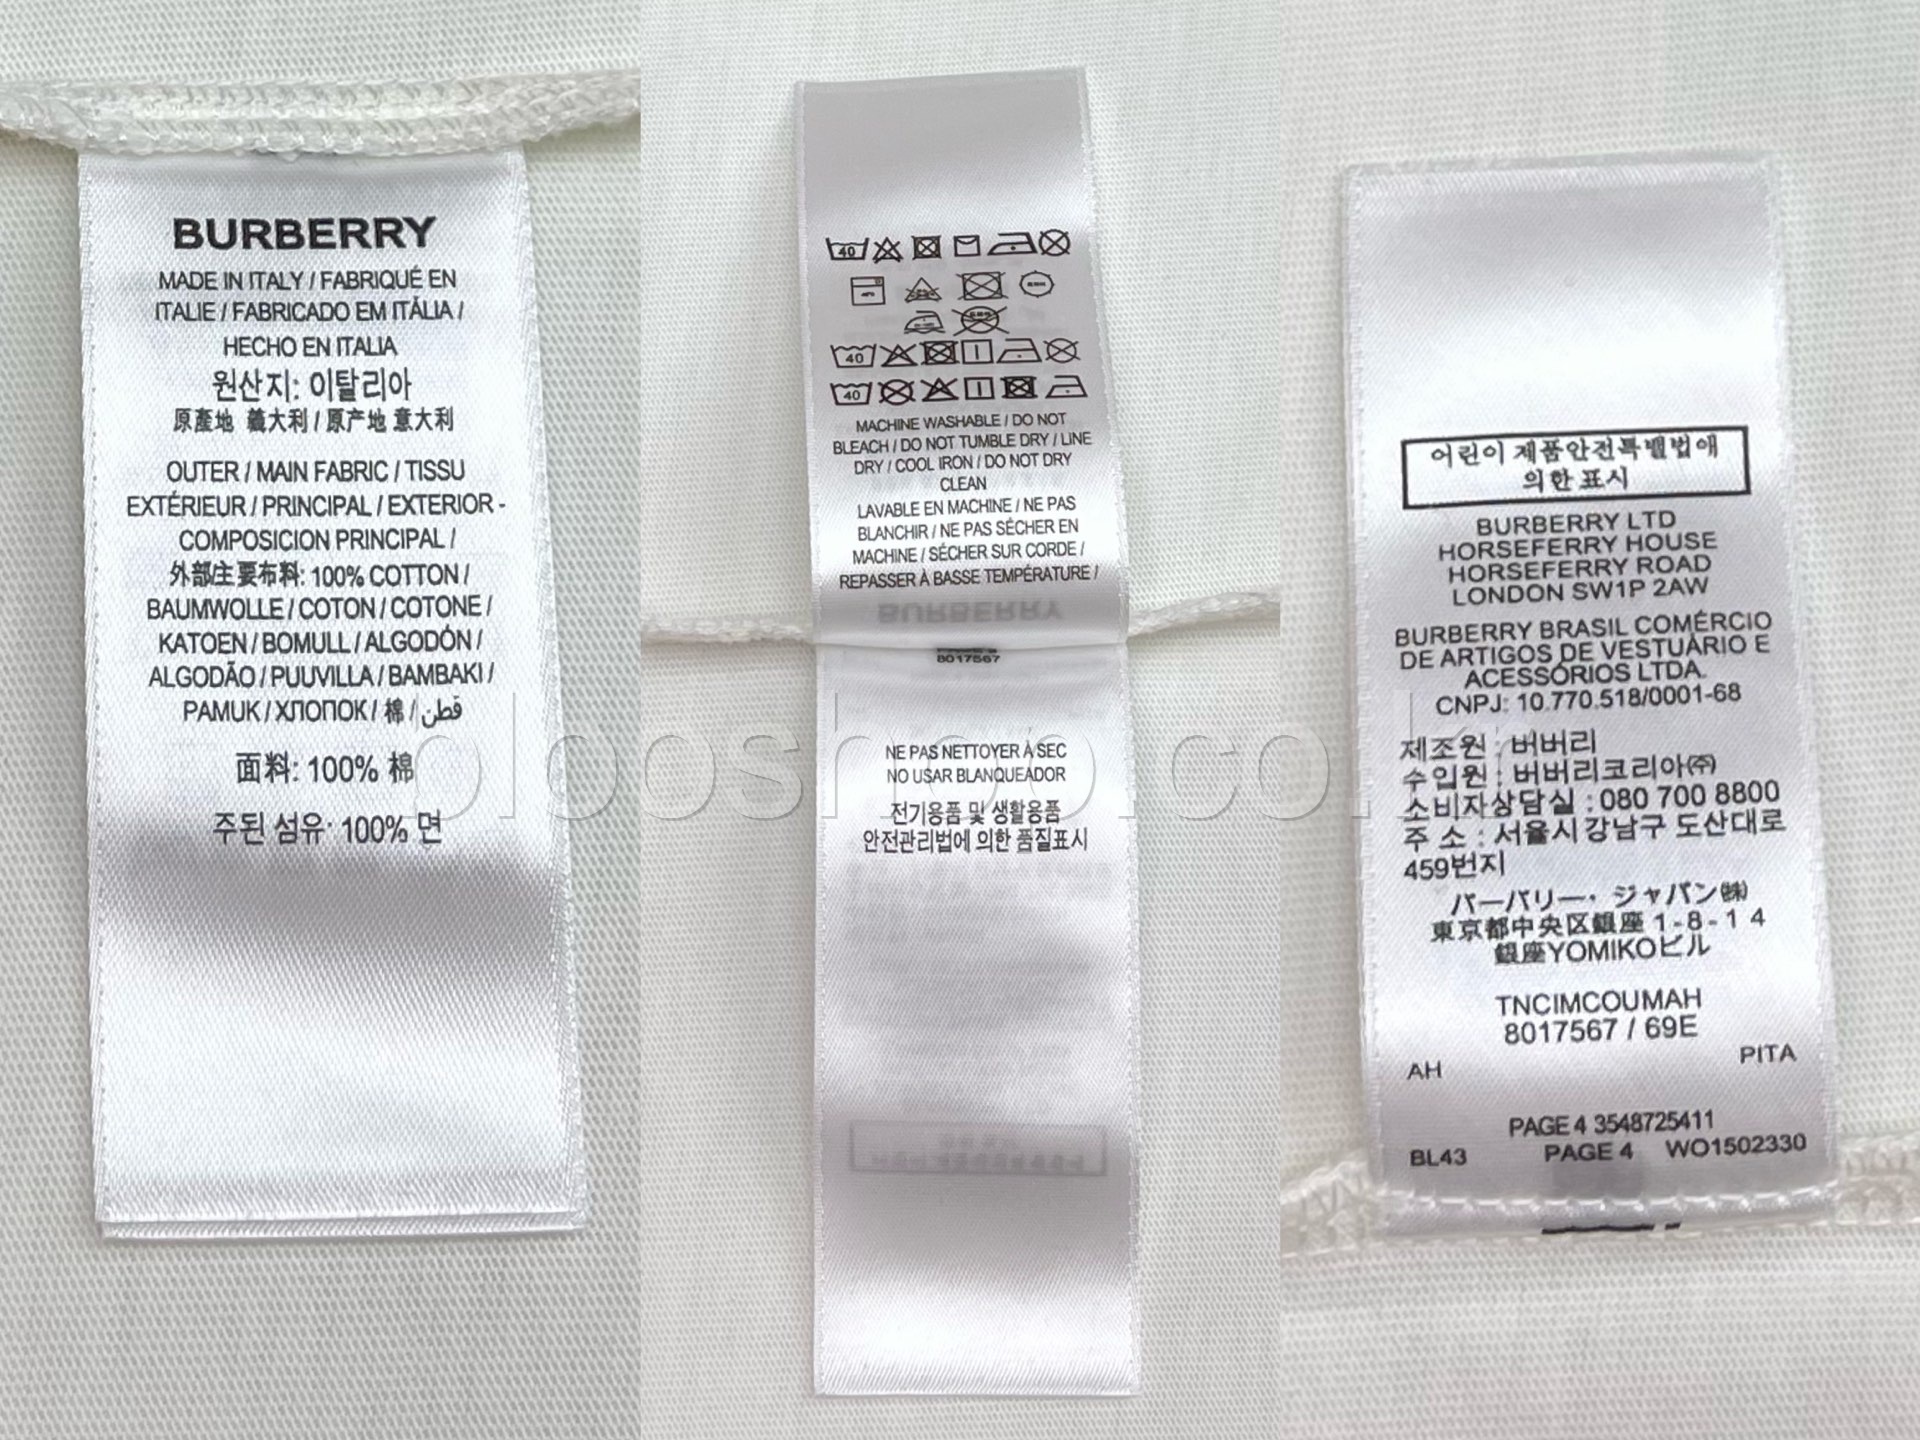 BURBERRY
MADE IN ITALY / FABRIQUÉ EN
ITALIE / FABRICADO EM ITÁLIA /
HECHO EN ITALIA
원산지: 이탈리아
原產地 義大利 / 原产地 意大利
OUTER / MAIN FABRIC / TISSU
EXTÉRIEUR / PRINCIPAL / EXTERIOR -
COMPOSICION PRINCIPAL /
外部主要布料: 100% COTTON /
BAUMWOLLE / COTON / COTONE /
KATOEN / BOMULL / ALGODÓN /
ALGODÃO / PUUVILLA / BAMBAKI /
PAMUK / ХЛОПОК / 棉 / قطن
面料: 100% 棉
주된 섬유: 100% 면
40
40
40
MACHINE WASHABLE / DO NOT
BLEACH / DO NOT TUMBLE DRY / LINE
DRY / COOL IRON / DO NOT DRY
CLEAN
LAVABLE EN MACHINE / NE PAS
BLANCHIR / NE PAS SÉCHER EN
MACHINE / SÉCHER SUR CORDE /
REPASSER À BASSE TEMPÉRATURE /
8017567
NE PAS NETTOYER À SEC
NO USAR BLANQUEADOR
전기용품 및 생활용품
안전관리법에 의한 품질표시
어린이 제품안전특별법애
의한 표시
BURBERRY LTD
HORSEFERRY HOUSE
HORSEFERRY ROAD
LONDON SW1P 2AW
BURBERRY BRASIL COMÉRCIO
DE ARTIGOS DE VESTUÁRIO E
ACESSÓRIOS LTDA.
CNPJ: 10.770.518/0001-68
제조원 : 버버리
수입원 : 버버리코리아㈜
소비자상담실 : 080 700 8800
주 소 : 서울시 강남구 도산대로
459번지
バーバリー・ジャパン㈱
東京都中央区銀座 1-8-1 4
銀座YOMIKOビル
TNCIMCOUMAH
8017567 / 69E
AH PITA
PAGE 4 3548725411
BL43 PAGE 4 WO1502330